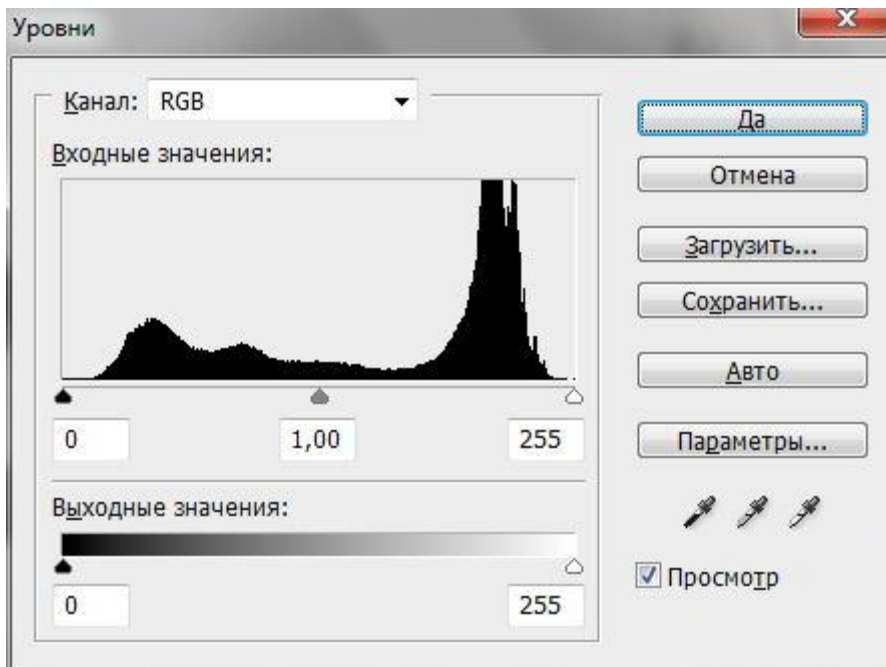 Уровни
x
Канал: RGB
Входные значения:
0 1,00 255
Выходные значения:
0 255
Да
Отмена
Загрузить...
Сохранить...
Авто
Параметры...
Просмотр